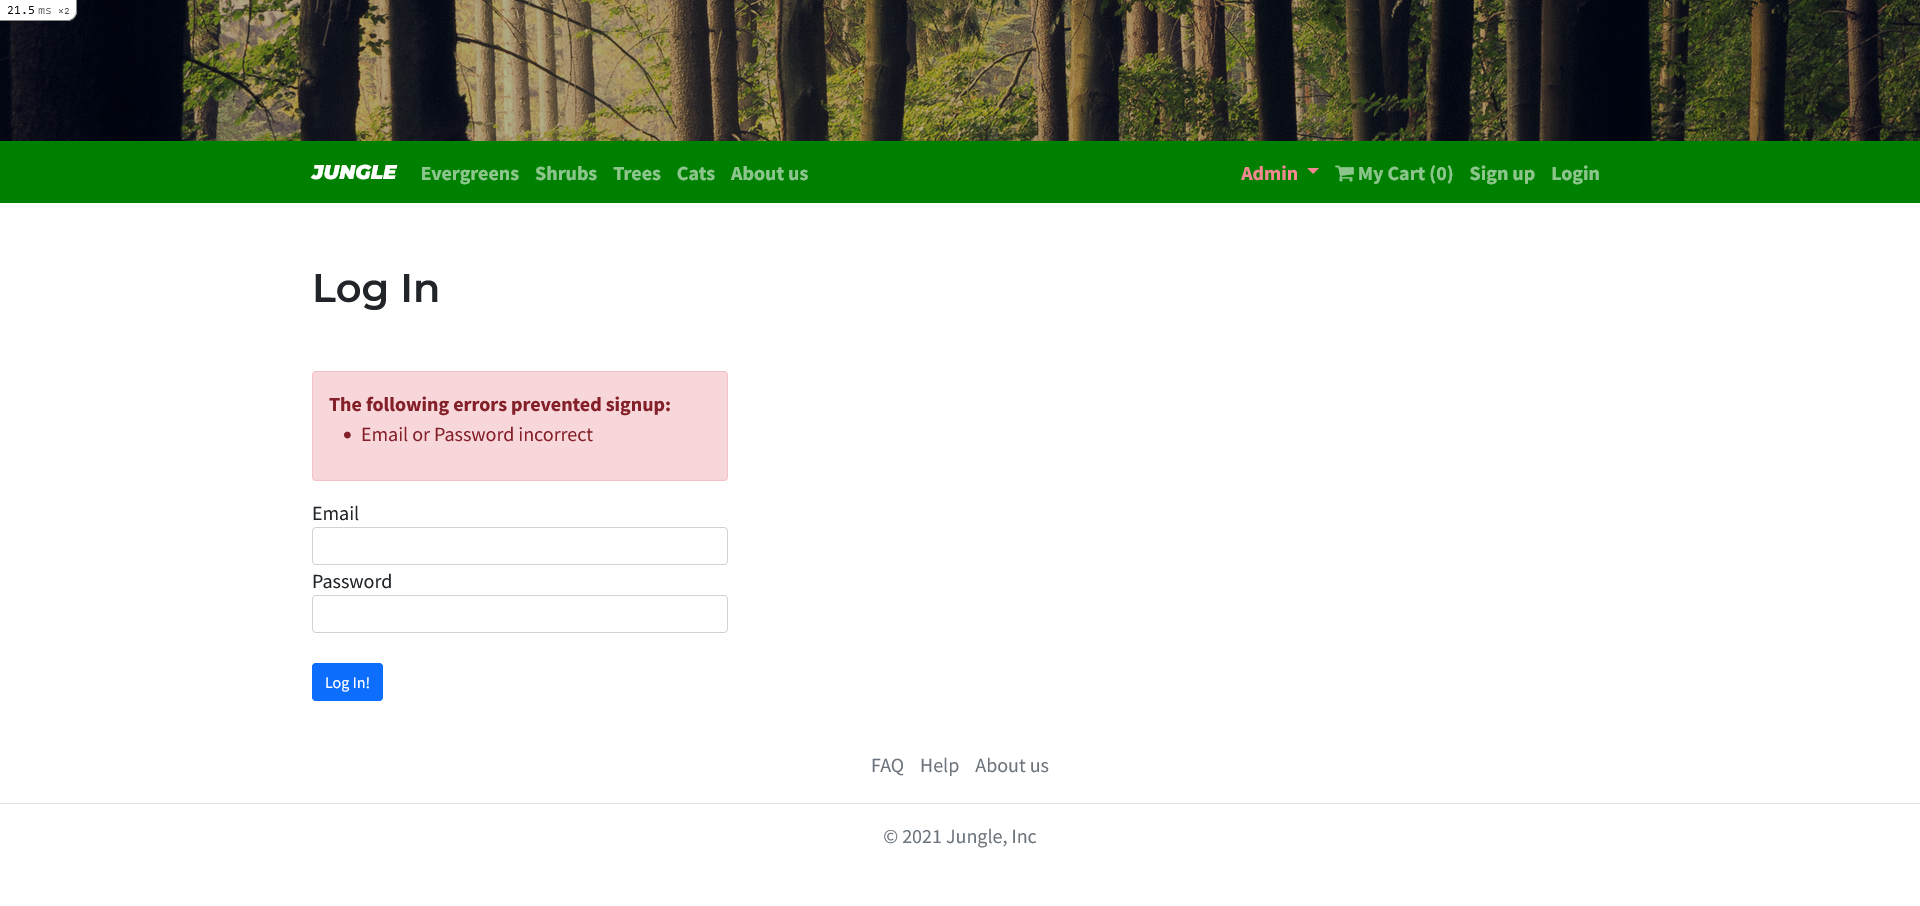 21.5 ms ×2
JUNGLE Evergreens Shrubs Trees Cats About us Admin My Cart (0) Sign up Login
Log In
The following errors prevented signup:
Email or Password incorrect
Email
Password
Log In!
FAQ Help About us
© 2021 Jungle, Inc